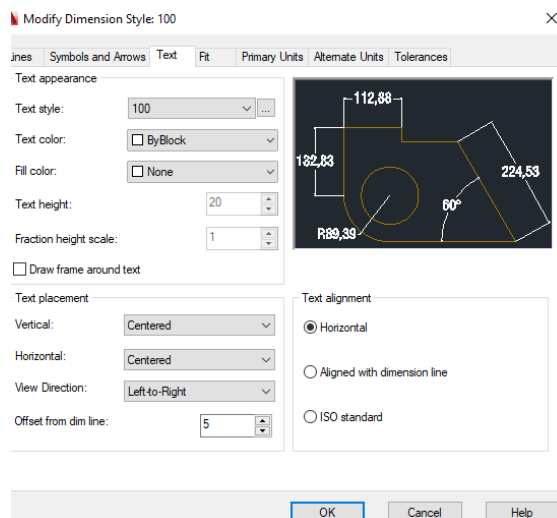 Modify Dimension Style: 100
Lines Symbols and Arrows Text Fit Primary Units Alternate Units Tolerances
Text appearance
Text style: 100 ...
Text color: ByBlock
Fill color: None
Text height: 20
Fraction height scale: 1
Draw frame around text
112,88
182,83
224,53
60°
R89,39
Text placement
Vertical: Centered
Horizontal: Centered
View Direction: Left-to-Right
Offset from dim line: 5
Text alignment
Horizontal
Aligned with dimension line
ISO standard
OK Cancel Help